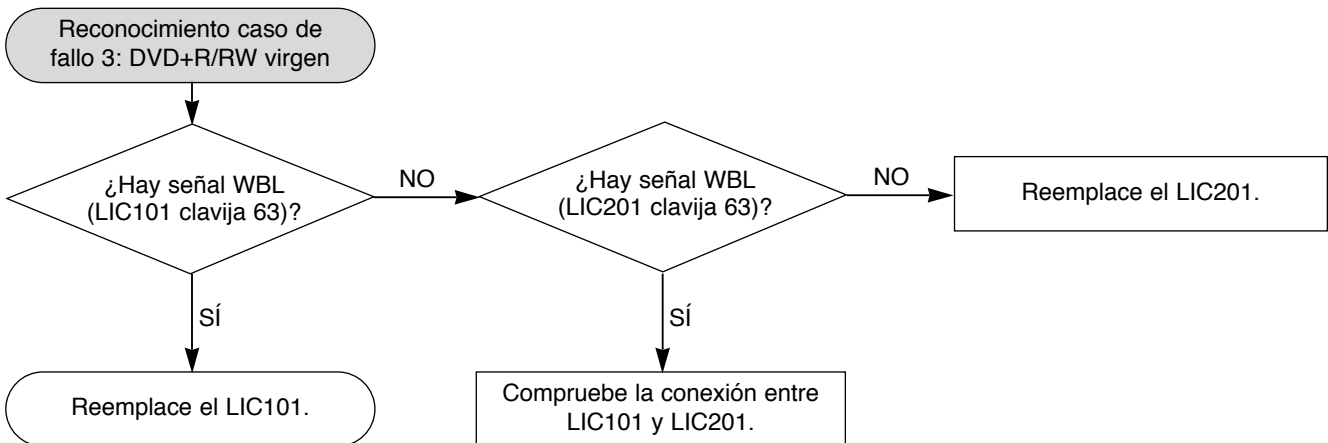 Reconocimiento caso de
fallo 3: DVD+R/RW virgen
¿Hay señal WBL
(LIC101 clavija 63)?
NO
¿Hay señal WBL
(LIC201 clavija 63)?
NO
Reemplace el LIC201.
SÍ
SÍ
Reemplace el LIC101.
Compruebe la conexión entre
LIC101 y LIC201.